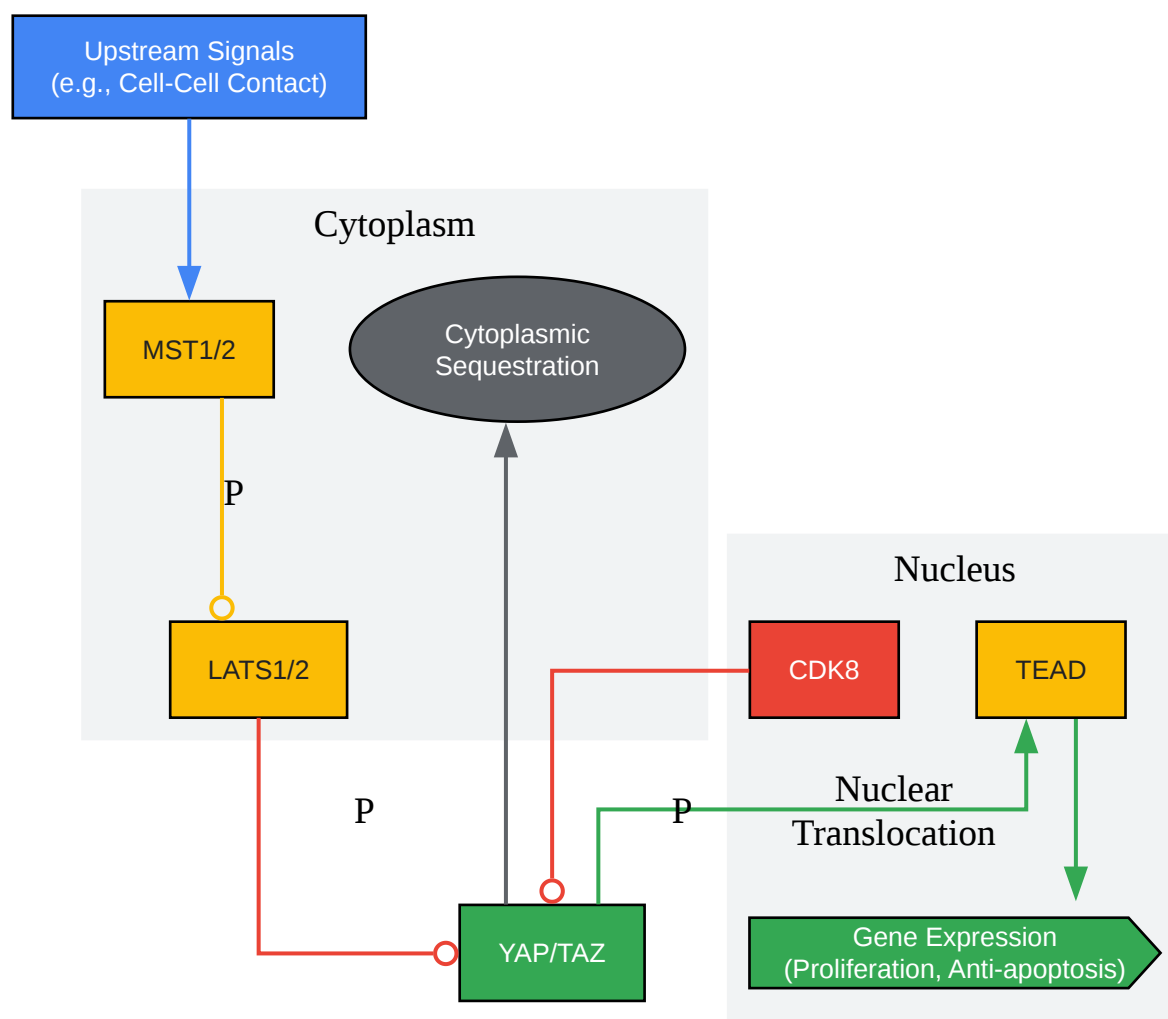 Upstream Signals
(e.g., Cell-Cell Contact)
Cytoplasm
Cytoplasmic
Sequestration
MST1/2
P
Nucleus
LATS1/2
CDK8
TEAD
P
P
Nuclear
Translocation
YAP/TAZ
Gene Expression
(Proliferation, Anti-apoptosis)